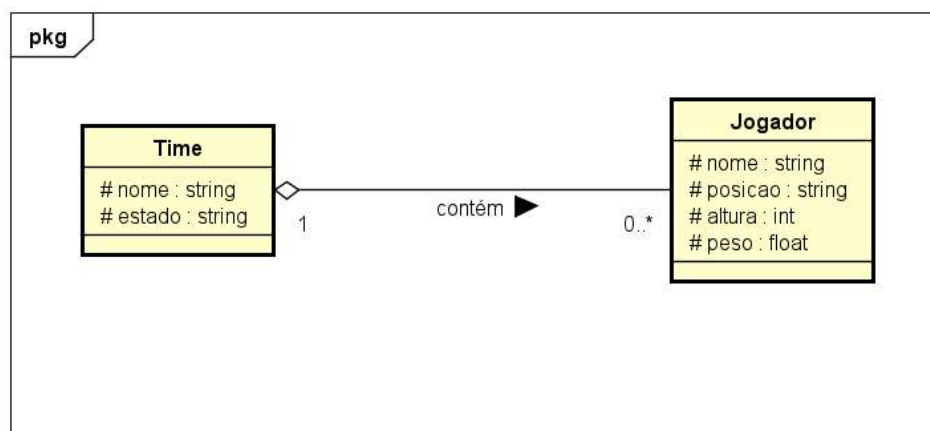 pkg
Time
# nome : string
# estado : string
1
contém
0..*
Jogador
# nome : string
# posicao : string
# altura : int
# peso : float